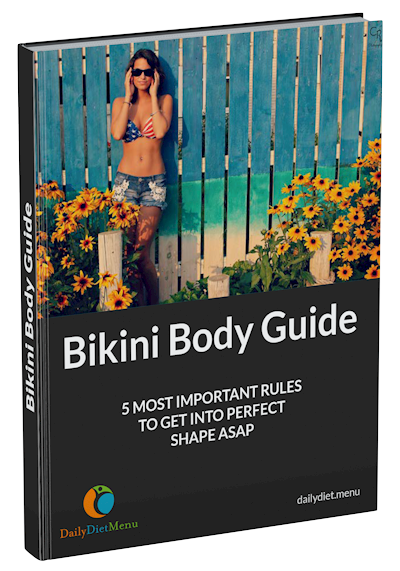 Bikini Body Guide
Bikini Body Guide
5 MOST IMPORTANT RULES
TO GET INTO PERFECT
SHAPE ASAP
DailyDietMenu
dailydiet.menu